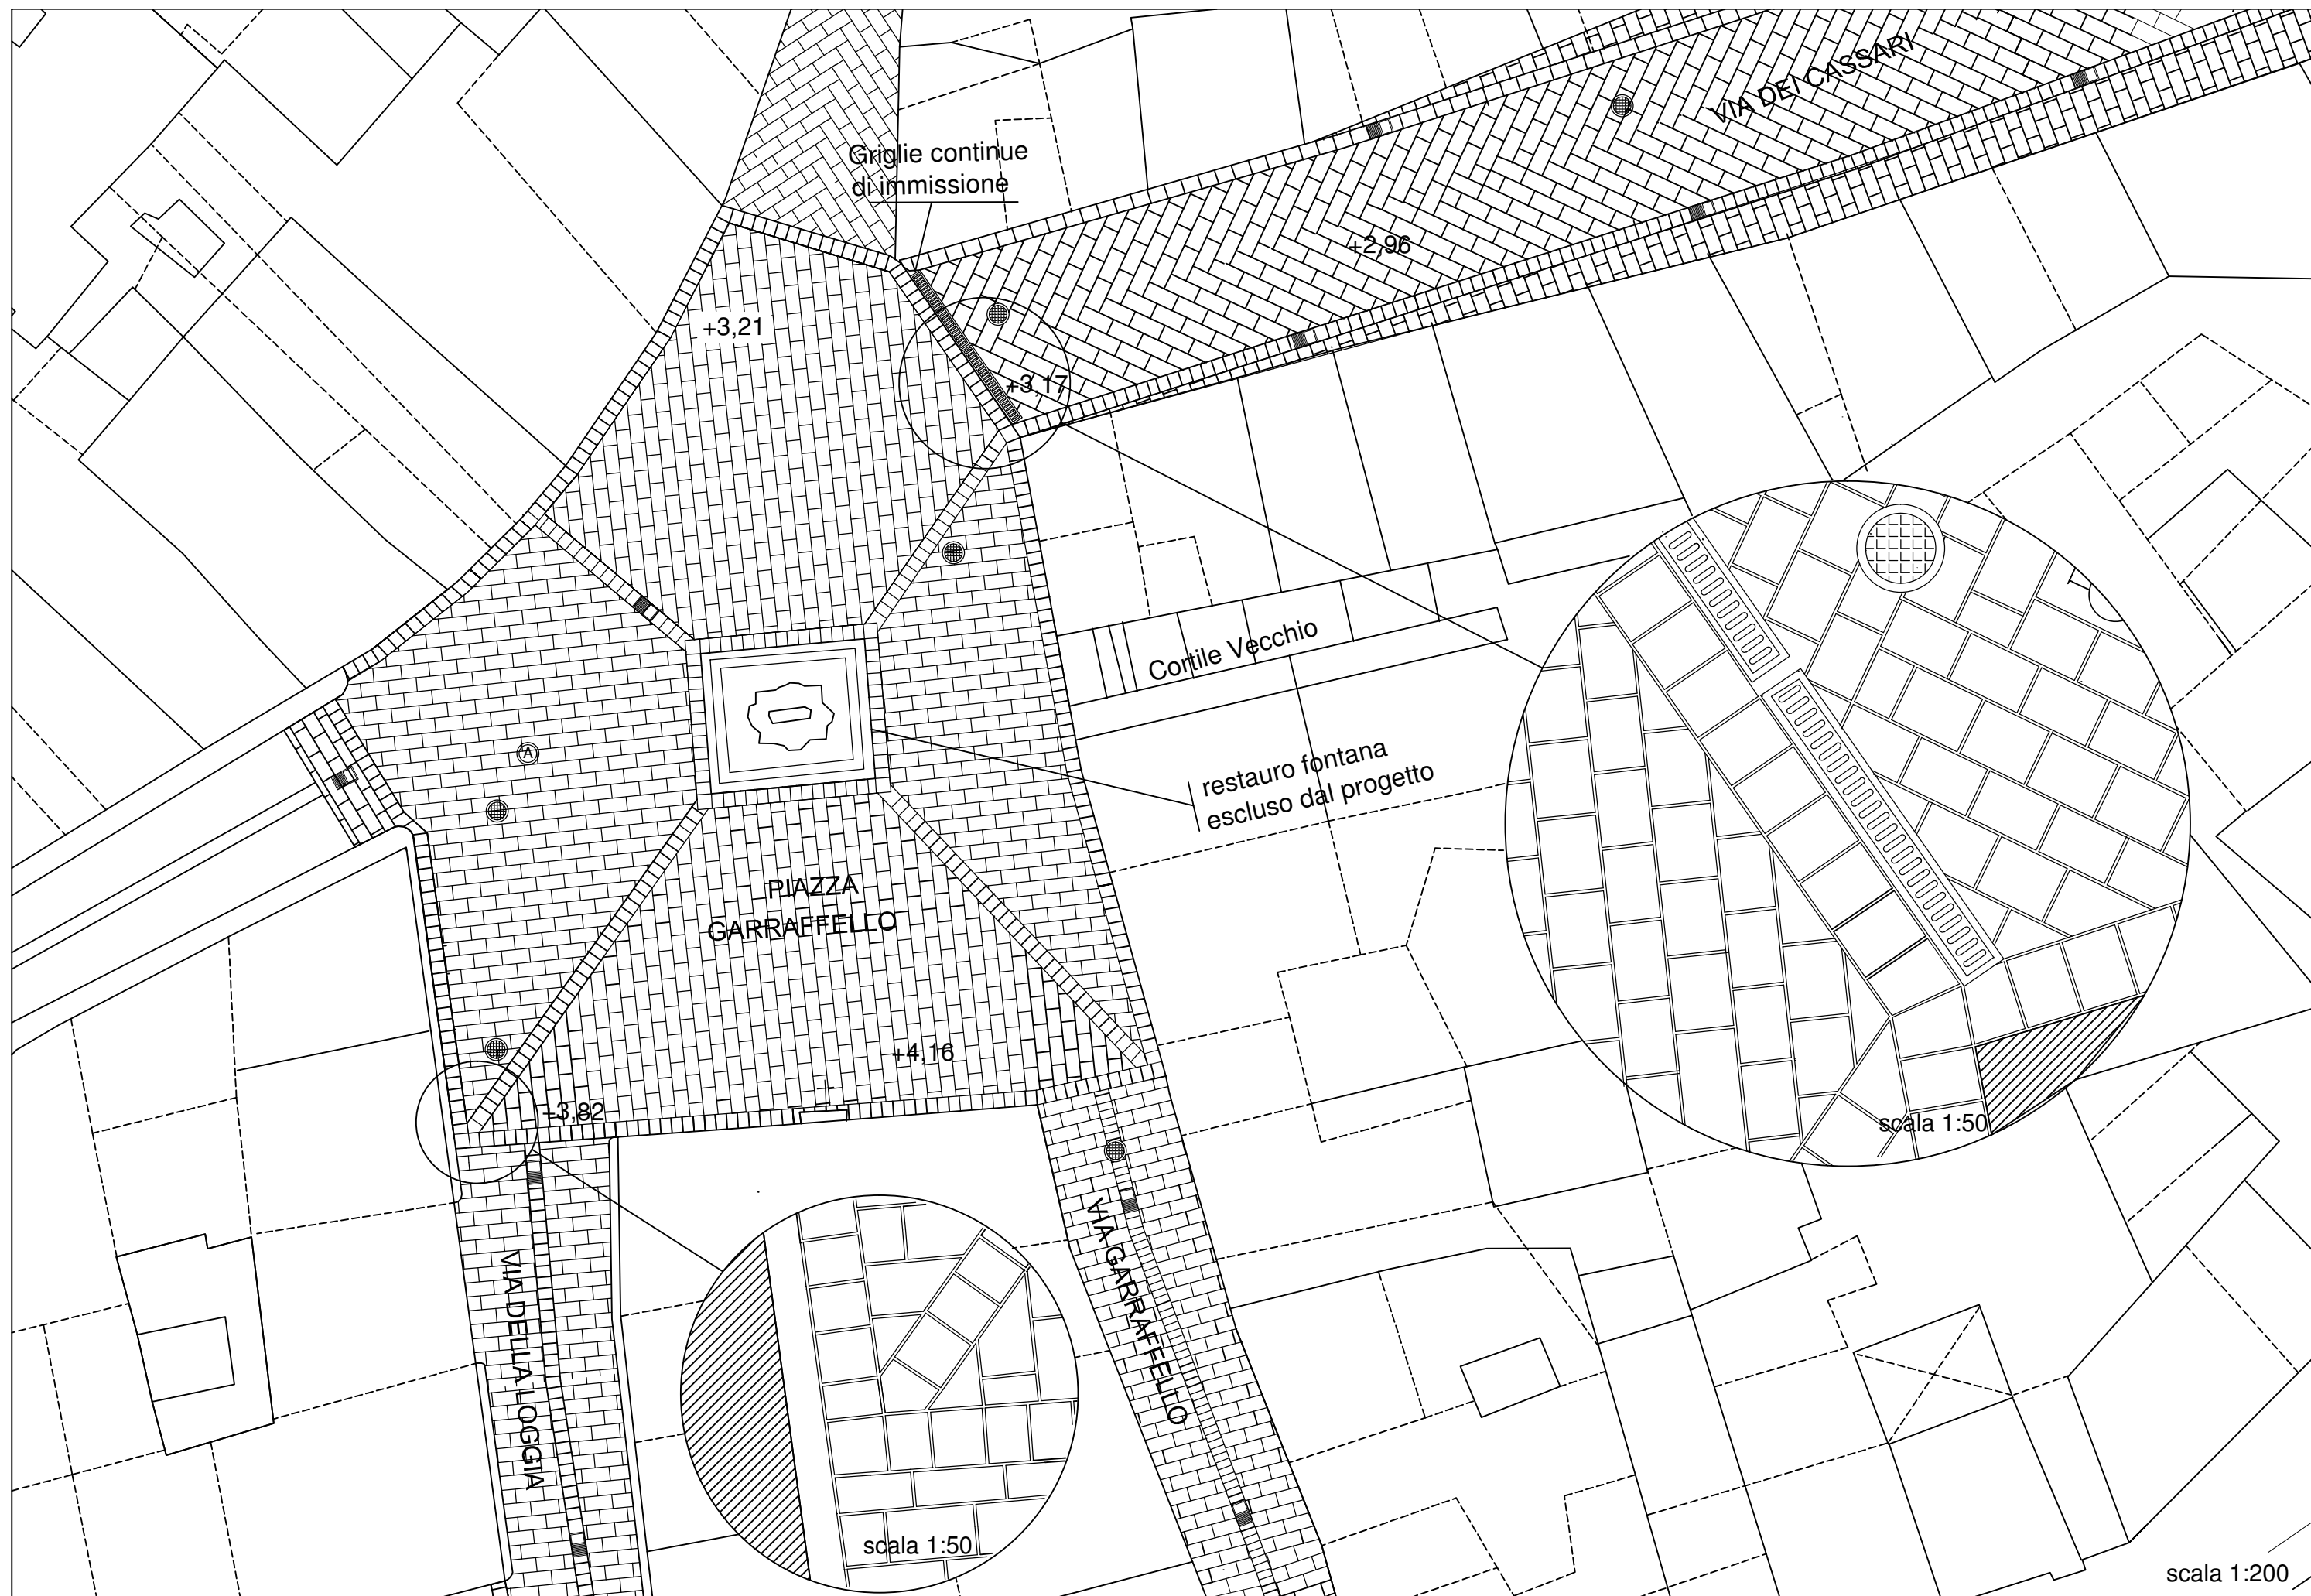 VIA DEI CASSARI
Griglie continue
di immissione
+2,96
+3,21
+3,17
Cortile Vecchio
restauro fontana
escluso dal progetto
A
PIAZZA
GARRAFFELLO
+4,16
+3,82
scala 1:50
VIA GARRAFFELLO
VIA DELLA LOGGIA
scala 1:50
scala 1:200